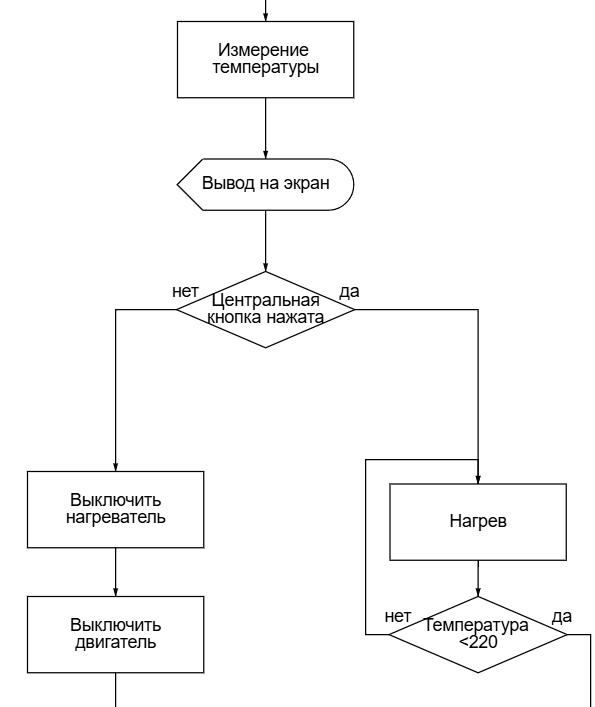 Измерение
температуры
Вывод на экран
нет
да
Центральная
кнопка нажата
Выключить
нагреватель
Нагрев
Выключить
двигатель
нет
да
Температура
<220